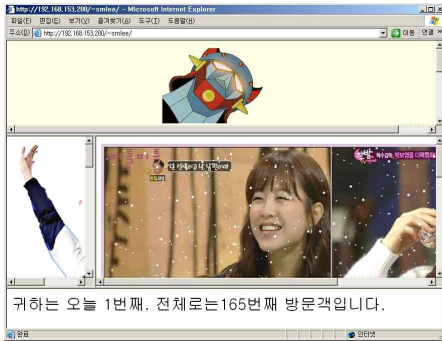 http://192.168.153.200/~smlee/ - Microsoft Internet Explorer
파일(F) 편집(E) 보기(V) 즐겨찾기(A) 도구(T) 도움말(H)
주소(D) http://192.168.153.200/~smlee/ 이동 연결 »
귀하는 오늘 1번째, 전체로는165번째 방문객입니다.
완료 인터넷